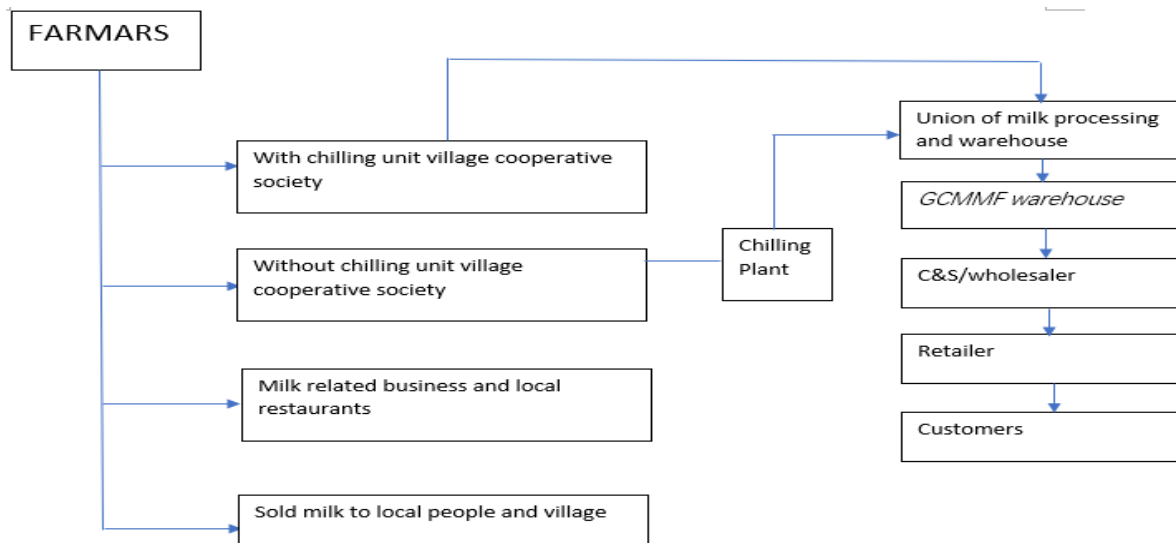 FARMARS
With chilling unit village cooperative
society
Without chilling unit village
cooperative society
Milk related business and local
restaurants
Sold milk to local people and village
Chilling
Plant
Union of milk processing
and warehouse
GCMMF warehouse
C&S/wholesaler
Retailer
Customers